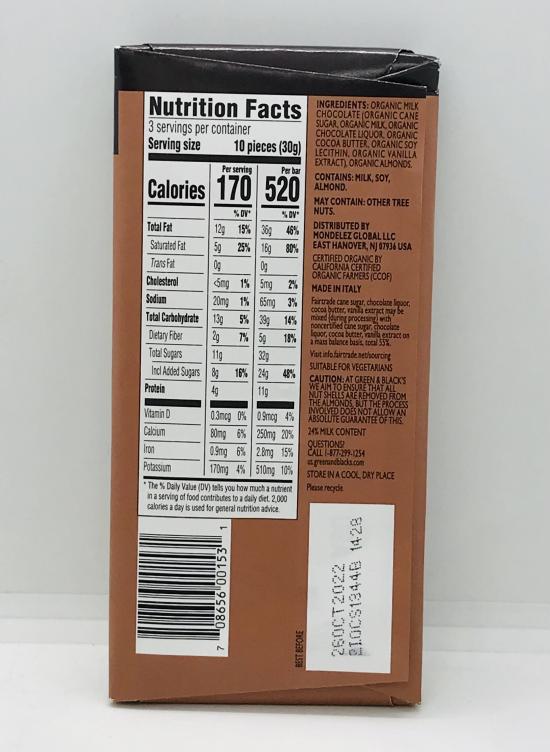 Nutrition Facts
3 servings per container
Serving size 10 pieces (30g)
Per serving Per bar
Calories 170 520
% DV* % DV*
Total Fat 12g 15% 36g 46%
Saturated Fat 5g 25% 16g 80%
Trans Fat 0g 0g
Cholesterol <5mg 1% 5mg 2%
Sodium 20mg 1% 65mg 3%
Total Carbohydrate 13g 5% 39g 14%
Dietary Fiber 2g 7% 5g 18%
Total Sugars 11g 32g
Incl Added Sugars 8g 16% 24g 48%
Protein 4g 11g
Vitamin D 0.3mcg 0% 0.9mcg 4%
Calcium 80mg 6% 250mg 20%
Iron 0.9mg 6% 2.8mg 15%
Potassium 170mg 4% 510mg 10%
* The % Daily Value (DV) tells you how much a nutrient
in a serving of food contributes to a daily diet. 2,000
calories a day is used for general nutrition advice.
7 08656 00153 1
INGREDIENTS: ORGANIC MILK
CHOCOLATE (ORGANIC CANE
SUGAR, ORGANIC MILK, ORGANIC
CHOCOLATE LIQUOR, ORGANIC
COCOA BUTTER, ORGANIC SOY
LECITHIN, ORGANIC VANILLA
EXTRACT), ORGANIC ALMONDS.
CONTAINS: MILK, SOY,
ALMOND.
MAY CONTAIN: OTHER TREE
NUTS.
DISTRIBUTED BY
MONDELEZ GLOBAL LLC
EAST HANOVER, NJ 07936 USA
CERTIFIED ORGANIC BY
CALIFORNIA CERTIFIED
ORGANIC FARMERS (CCOF)
MADE IN ITALY
Fairtrade cane sugar, chocolate liquor,
cocoa butter, vanilla extract may be
mixed (during processing) with
noncertified cane sugar, chocolate
liquor, cocoa butter, vanilla extract on
a mass balance basis, total 55%.
Visit info.fairtrade.net/sourcing
SUITABLE FOR VEGETARIANS
CAUTION: AT GREEN & BLACK'S
WE AIM TO ENSURE THAT ALL
NUT SHELLS ARE REMOVED FROM
THE ALMONDS, BUT THE PROCESS
INVOLVED DOES NOT ALLOW AN
ABSOLUTE GUARANTEE OF THIS.
24% MILK CONTENT
QUESTIONS?
CALL 1-877-299-1254
us.greenandblacks.com
STORE IN A COOL, DRY PLACE
Please recycle
BEST BEFORE
26OCT2022
14:28